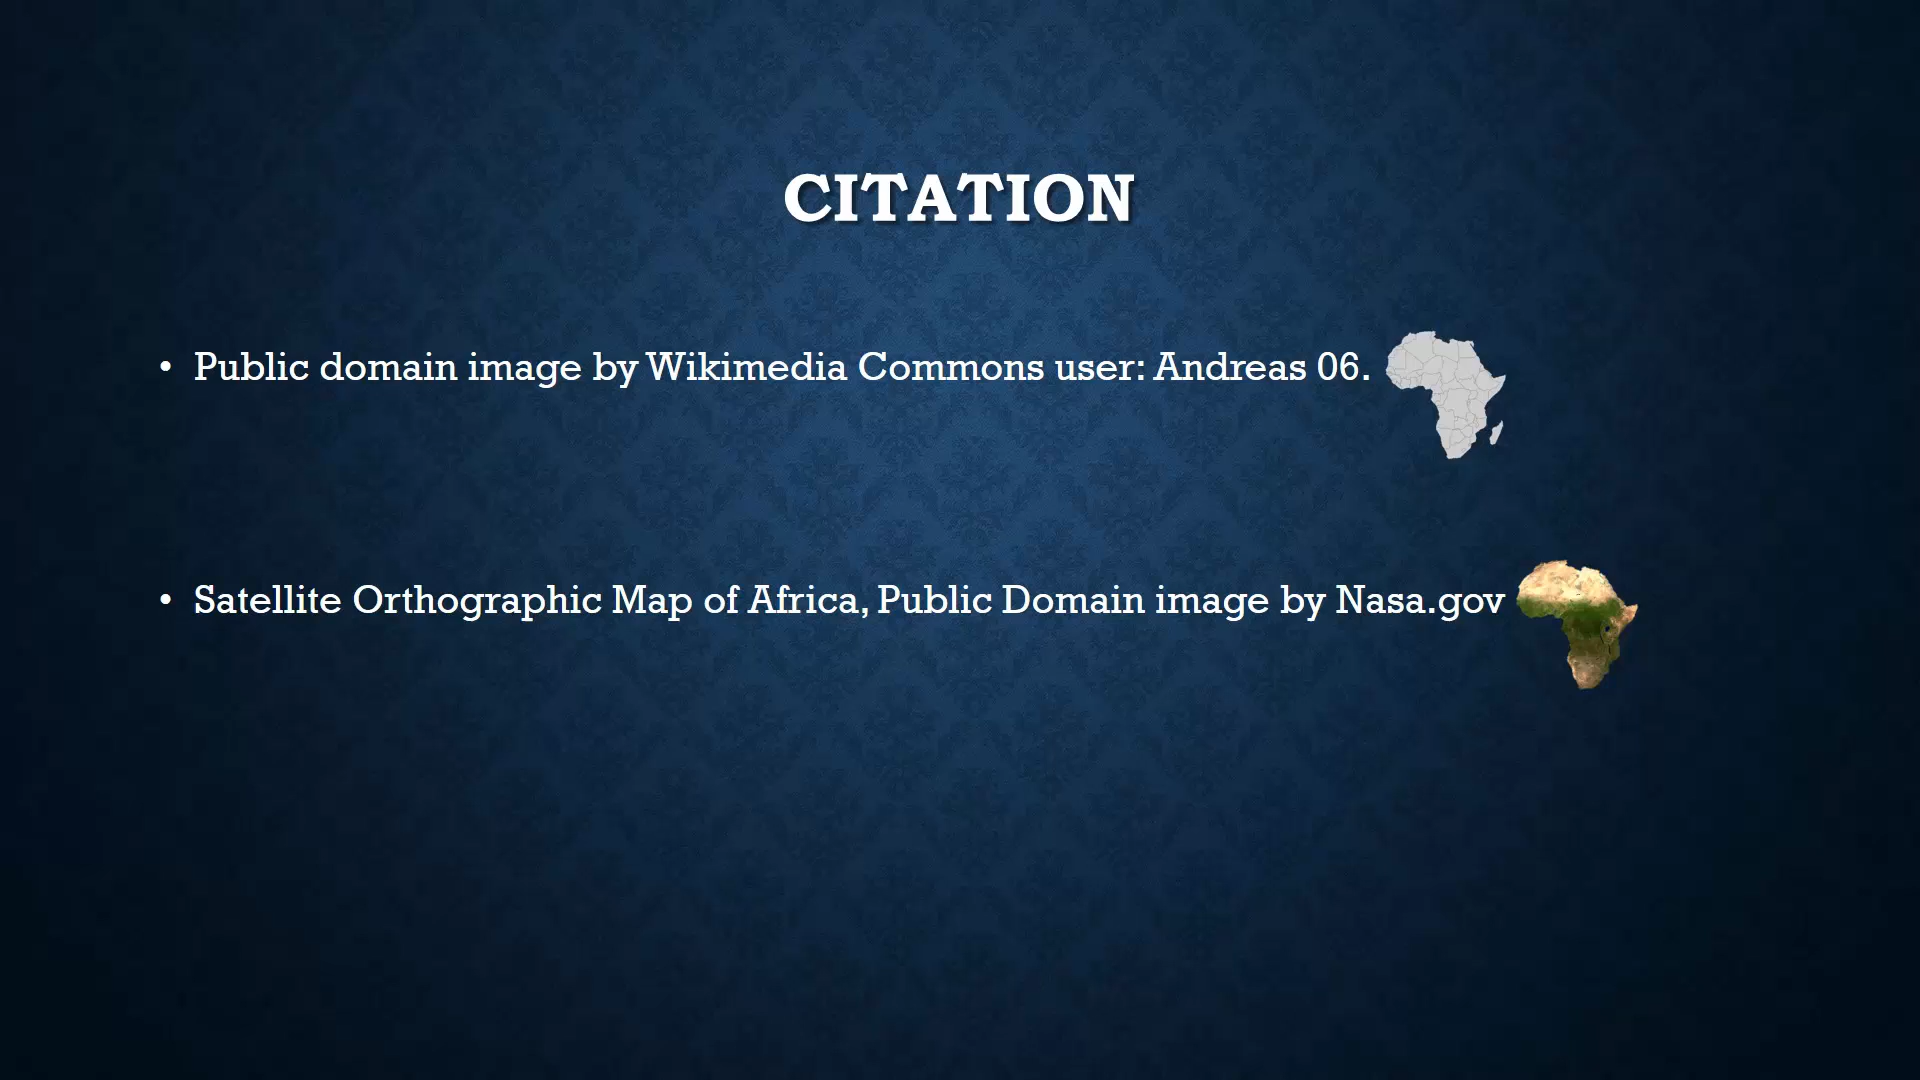 CITATION
• Public domain image by Wikimedia Commons user: Andreas 06.
• Satellite Orthographic Map of Africa, Public Domain image by Nasa.gov